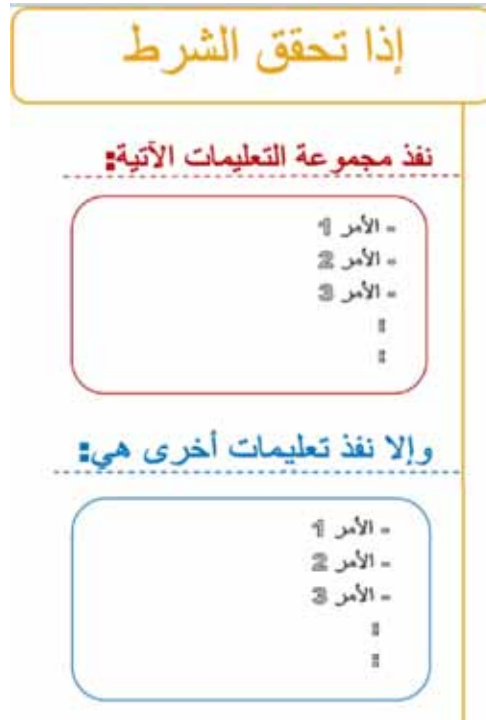 إذا تحقق الشرط
نفذ مجموعة التعليمات الآتية:
- الأمر 1
- الأمر 2
- الأمر 3
:
:
وإلا نفذ تعليمات أخرى هي:
- الأمر 1
- الأمر 2
- الأمر 3
:
: